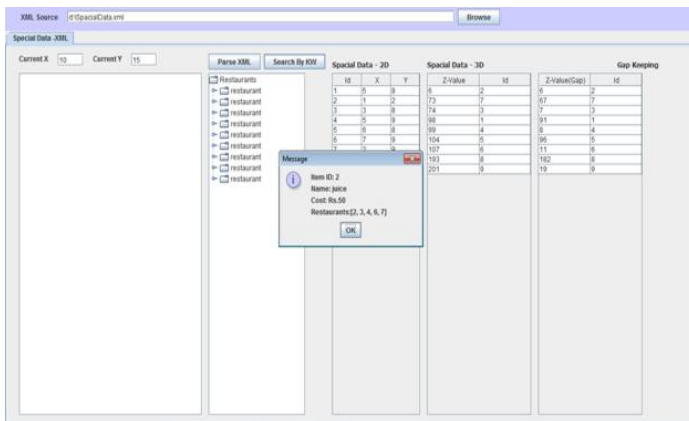 XML Source d:\SpacialData.xml Browse
Special Data -XML
Current X 10 Current Y 15 Parse XML Search By KW Spacial Data - 2D Spacial Data - 3D Gap Keeping
Restaurants Id X Y Z-Value Id Z-Value(Gap) Id
restaurant 1 5 8 6 2 6 2
restaurant 2 1 2 73 7 67 7
restaurant 3 3 8 74 3 7 3
restaurant 4 5 9 98 1 91 1
restaurant 5 6 8 99 4 8 4
restaurant 6 7 9 104 5 96 5
restaurant 107 6 11 6
restaurant 193 8 182 8
restaurant 201 9 19 9
Message
Item ID: 2
Name: juice
Cost: Rs.50
Restaurants:[2, 3, 4, 6, 7]
OK